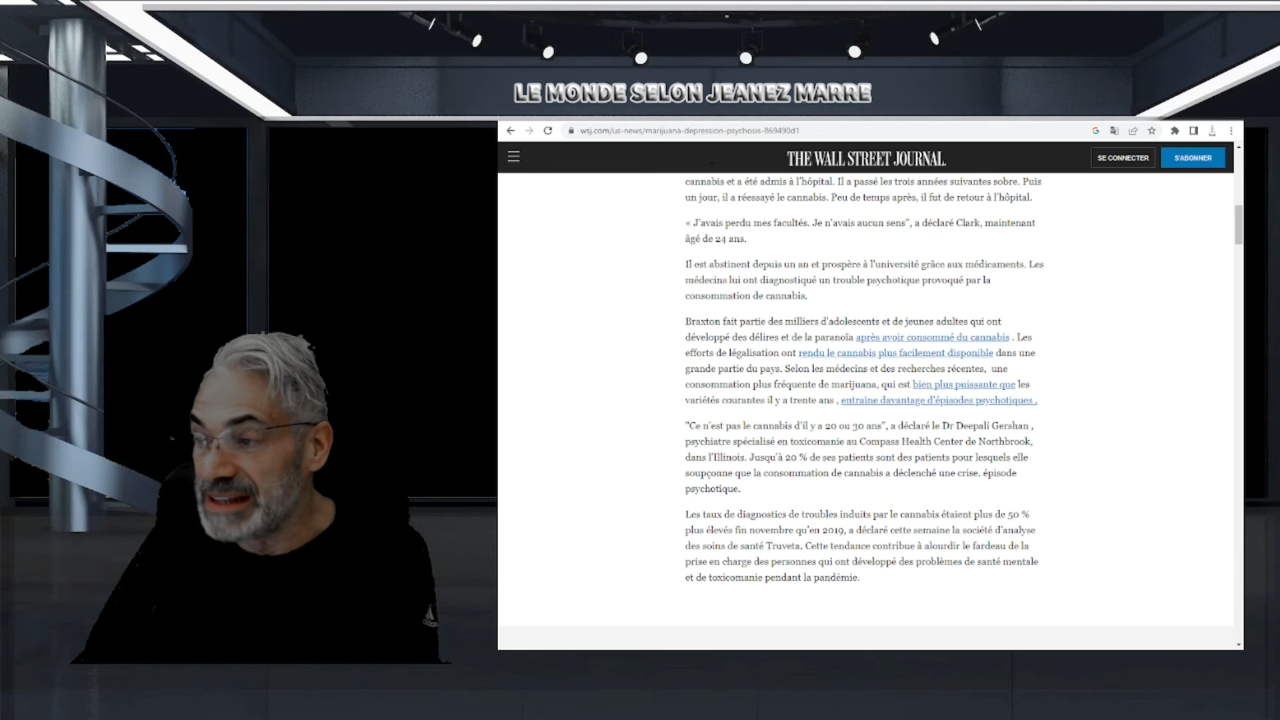 LE MONDE SELON JEANEZ MARRE
wsj.com/us-news/marijuana-depression-psychosis-869490d1
THE WALL STREET JOURNAL.
SE CONNECTER
S'ABONNER
cannabis et a été admis à l'hôpital. Il a passé les trois années suivantes sobre. Puis
un jour, il a réessayé le cannabis. Peu de temps après, il fut de retour à l'hôpital.
« J'avais perdu mes facultés. Je n'avais aucun sens", a déclaré Clark, maintenant
âgé de 24 ans.
Il est abstinent depuis un an et prospère à l'université grâce aux médicaments. Les
médecins lui ont diagnostiqué un trouble psychotique provoqué par la
consommation de cannabis.
Braxton fait partie des milliers d'adolescents et de jeunes adultes qui ont
développé des délires et de la paranoïa après avoir consommé du cannabis . Les
efforts de légalisation ont rendu le cannabis plus facilement disponible dans une
grande partie du pays. Selon les médecins et des recherches récentes, une
consommation plus fréquente de marijuana, qui est bien plus puissante que les
variétés courantes il y a trente ans , entraîne davantage d'épisodes psychotiques .
"Ce n'est pas le cannabis d'il y a 20 ou 30 ans", a déclaré le Dr Deepali Gershan ,
psychiatre spécialisé en toxicomanie au Compass Health Center de Northbrook,
dans l'Illinois. Jusqu'à 20 % de ses patients sont des patients pour lesquels elle
soupçonne que la consommation de cannabis a déclenché une crise. épisode
psychotique.
Les taux de diagnostics de troubles induits par le cannabis étaient plus de 50 %
plus élevés fin novembre qu'en 2019, a déclaré cette semaine la société d'analyse
des soins de santé Truveta. Cette tendance contribue à alourdir le fardeau de la
prise en charge des personnes qui ont développé des problèmes de santé mentale
et de toxicomanie pendant la pandémie.
adidas